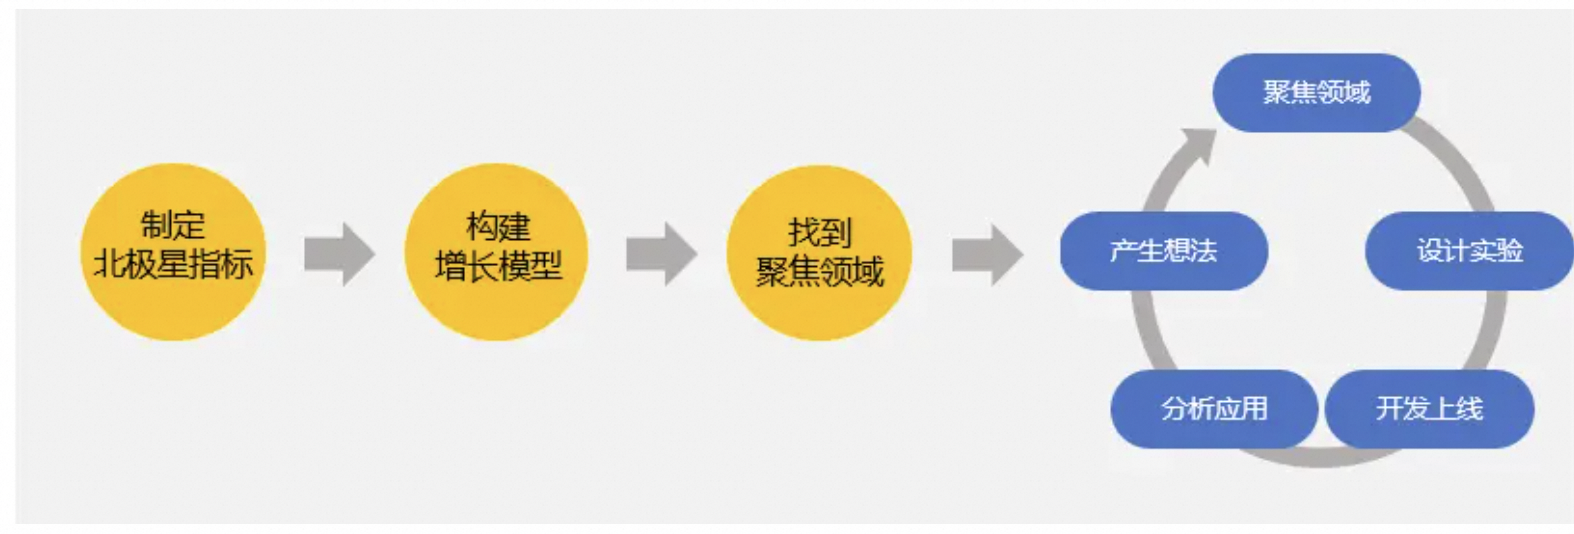 制定
北极星指标
构建
增长模型
找到
聚焦领域
聚焦领域
设计实验
开发上线
分析应用
产生想法